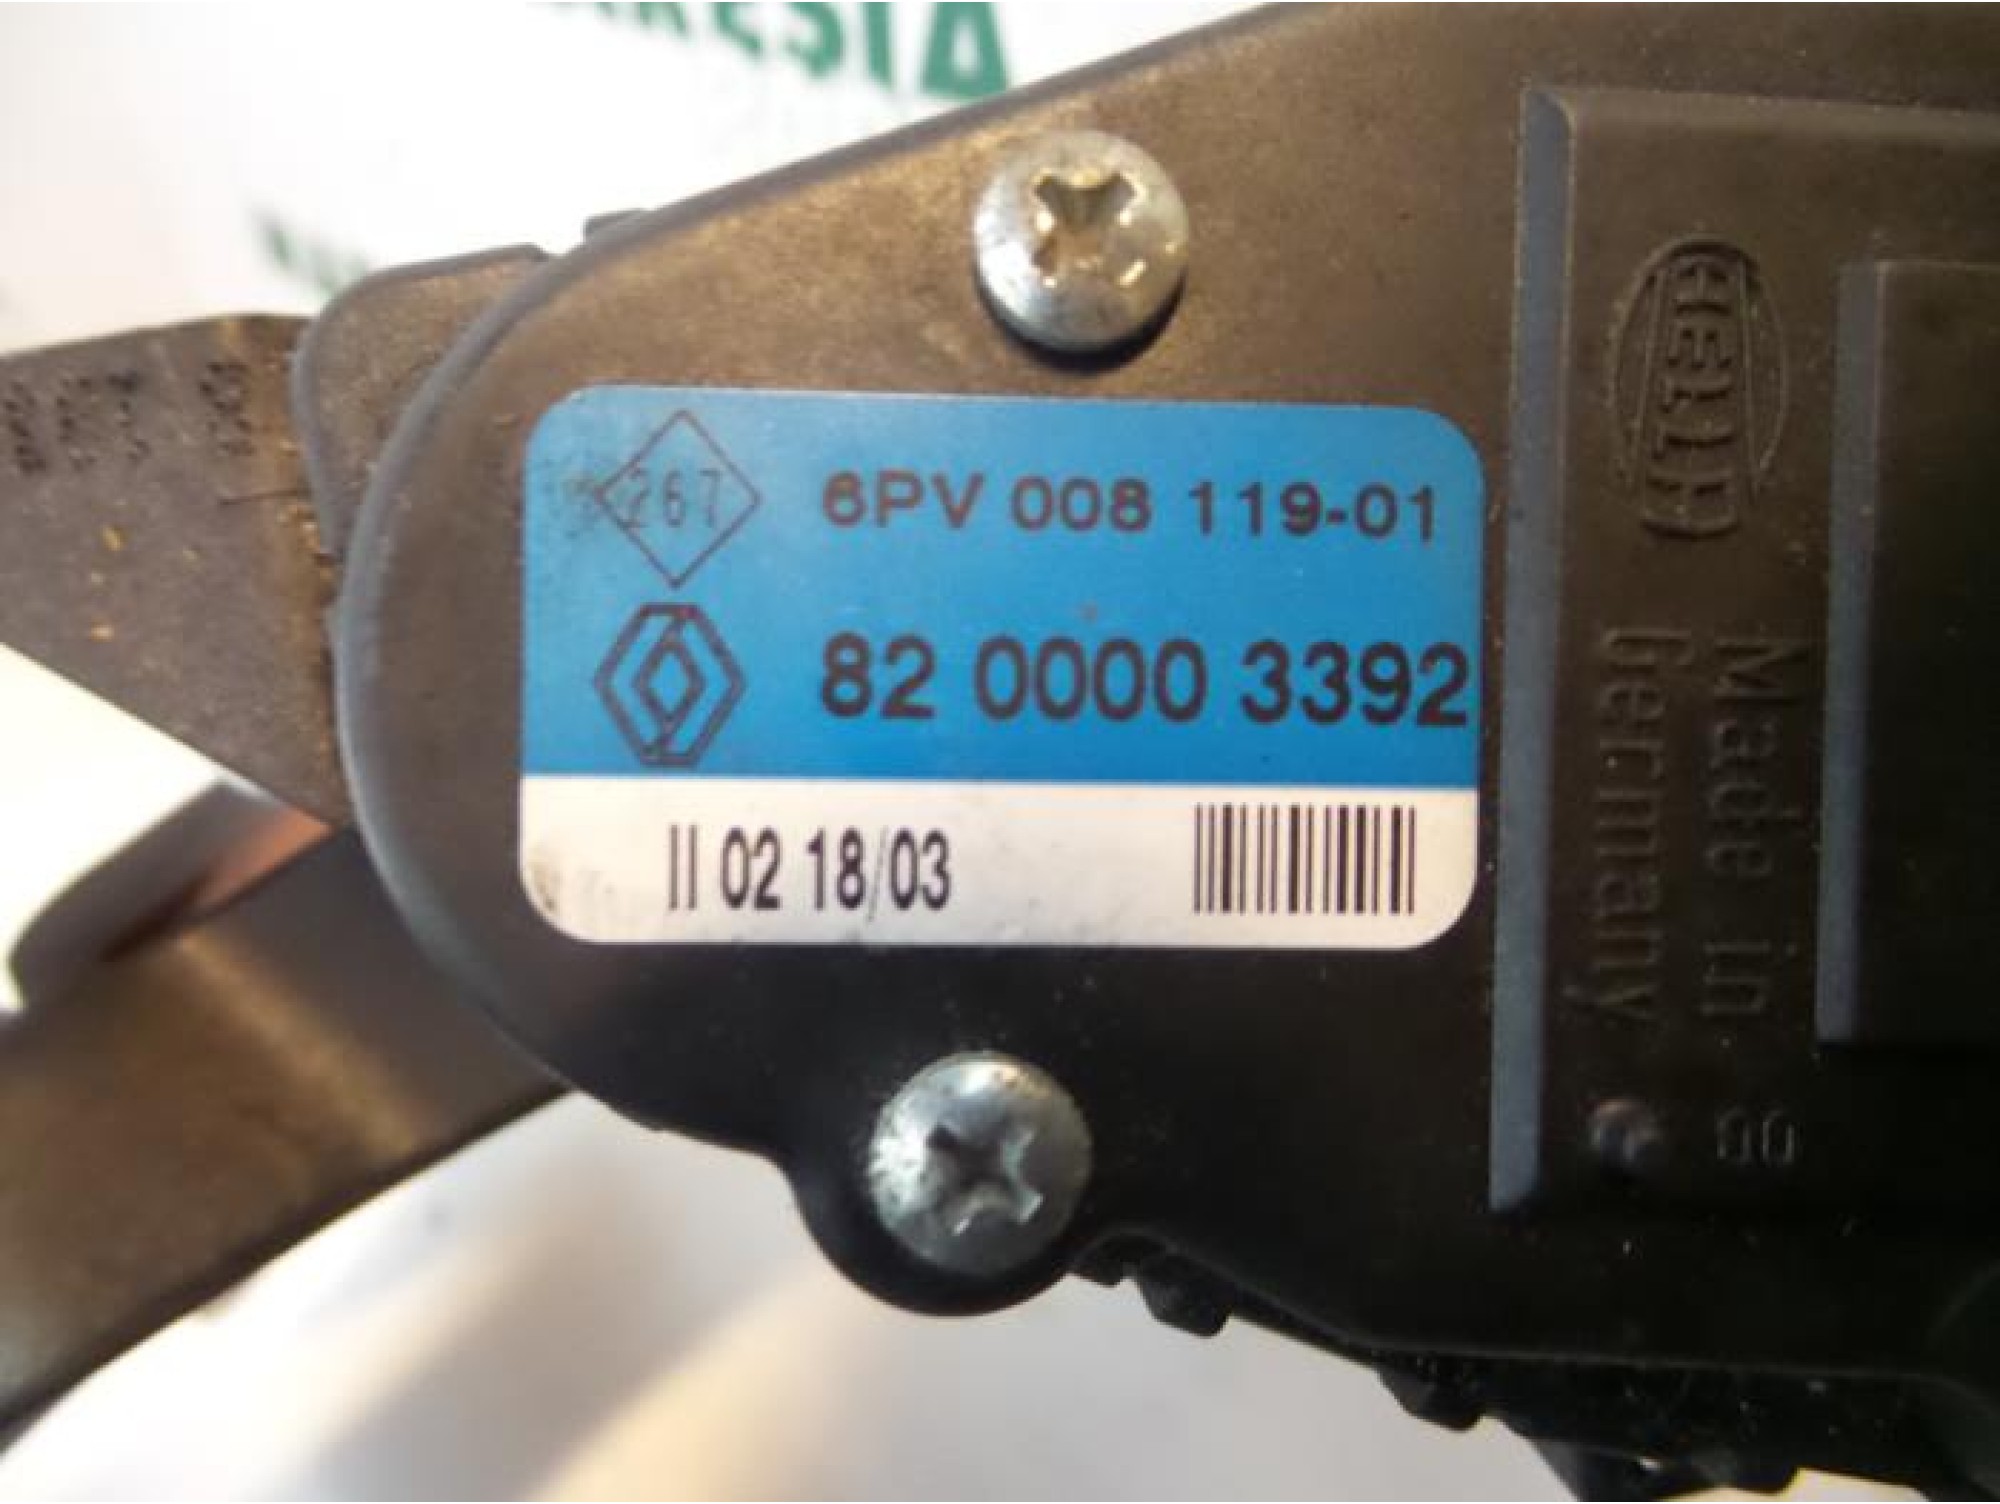 267
6PV 008 119-01
82 0000 3392
II 02 18/03
HELLA
Made in
Germany